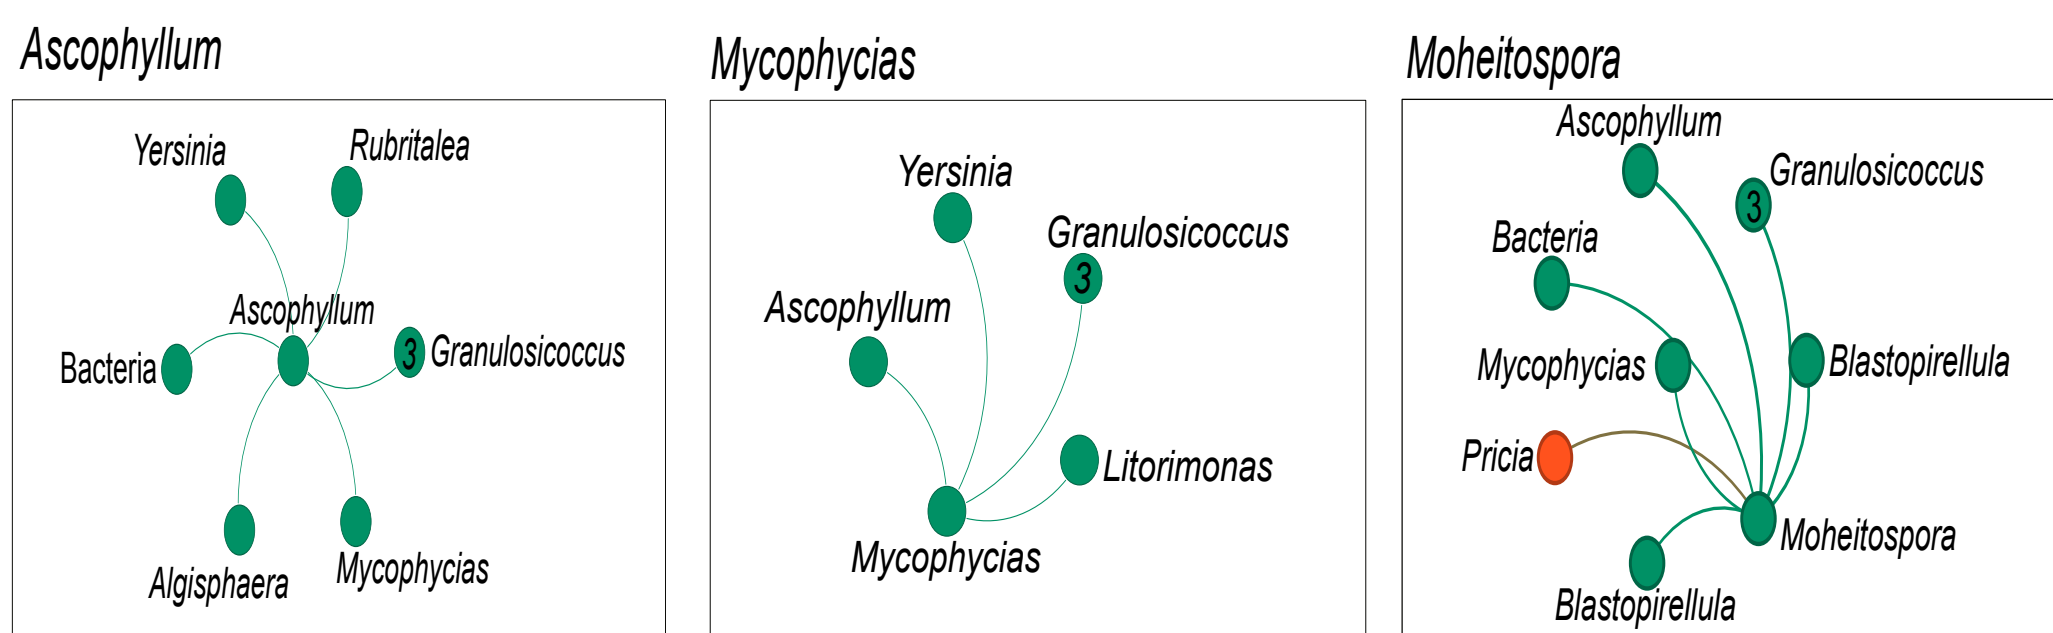 Ascophyllum
Yersinia
Rubritalea
Ascophyllum
Bacteria
3
Granulosicoccus
Algisphaera
Mycophycias
Mycophycias
Yersinia
Granulosicoccus
3
Ascophyllum
Litorimonas
Mycophycias
Moheitospora
Ascophyllum
Granulosicoccus
3
Bacteria
Mycophycias
Blastopirellula
Pricia
Moheitospora
Blastopirellula